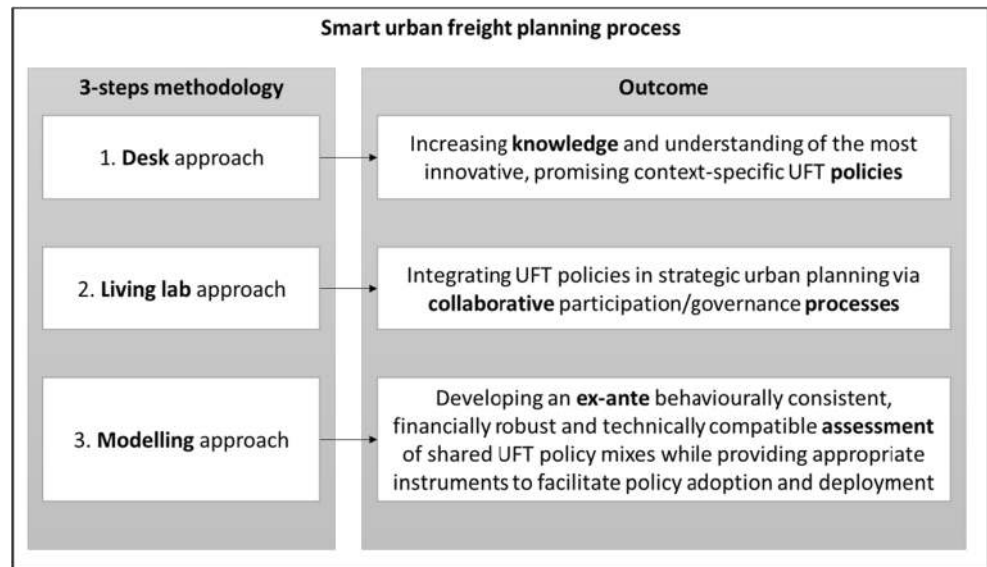 Smart urban freight planning process
3-steps methodology
1. Desk approach
2. Living lab approach
3. Modelling approach
Outcome
Increasing knowledge and understanding of the most
innovative, promising context-specific UFT policies
Integrating UFT policies in strategic urban planning via
collaborative participation/governance processes
Developing an ex-ante behaviourally consistent,
financially robust and technically compatible assessment
of shared UFT policy mixes while providing appropriate
instruments to facilitate policy adoption and deployment